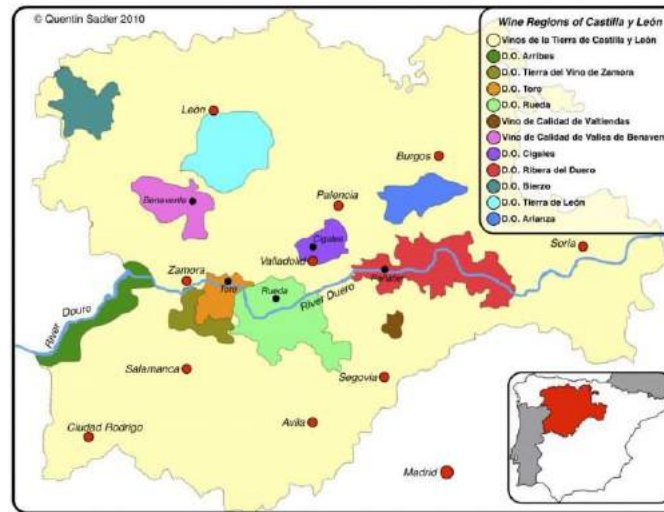 © Quentin Sadler 2010
Wine Regions of Castilla y León
Vinos de la Tierra de Castilla y León
D.O. Arribes
D.O. Tierra del Vino de Zamora
D.O. Toro
D.O. Rueda
Vino de Calidad de Valtiendas
Vino de Calidad de Valles de Benavent
D.O. Cigales
D.O. Ribera del Duero
D.O. Bierzo
D.O. Tierra de León
D.O. Arlanza
León
Burgos
Benavente
Palencia
Cigales
Soria
Valladolid
Zamora
Toro
Rueda
Peñafiel
River Duero
River Douro
Salamanca
Segovia
Ciudad Rodrigo
Avila
Madrid